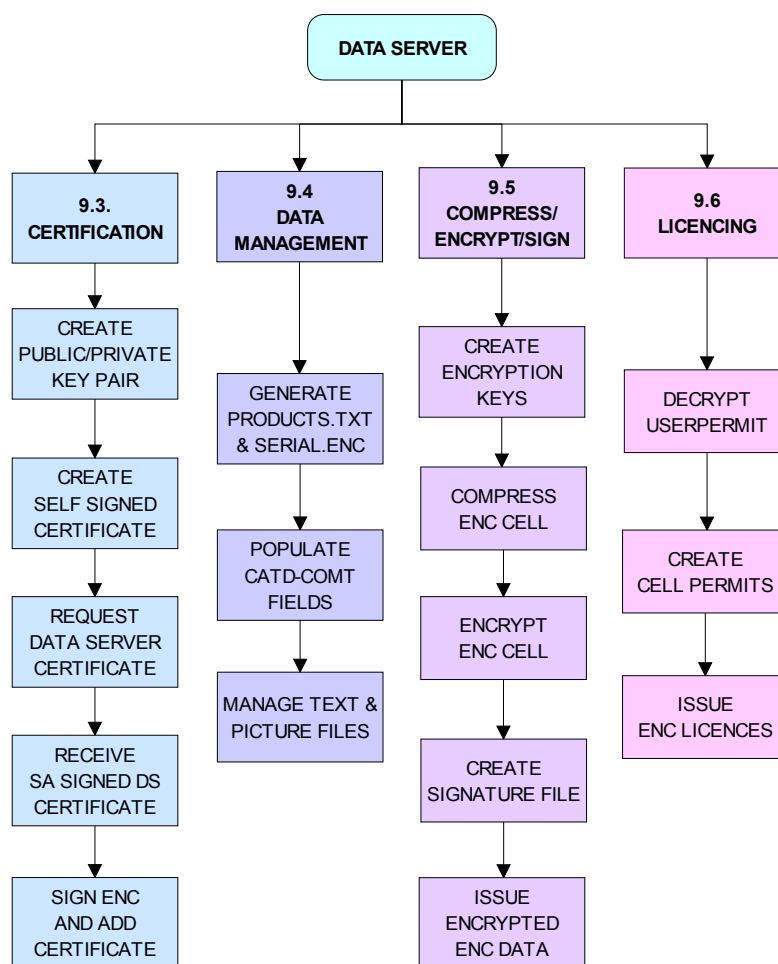 DATA SERVER
9.3.
CERTIFICATION
CREATE
PUBLIC/PRIVATE
KEY PAIR
CREATE
SELF SIGNED
CERTIFICATE
REQUEST
DATA SERVER
CERTIFICATE
RECEIVE
SA SIGNED DS
CERTIFICATE
SIGN ENC
AND ADD
CERTIFICATE
9.4
DATA
MANAGEMENT
GENERATE
PRODUCTS.TXT
& SERIAL.ENC
POPULATE
CATD-COMT
FIELDS
MANAGE TEXT &
PICTURE FILES
9.5
COMPRESS/
ENCRYPT/SIGN
CREATE
ENCRYPTION
KEYS
COMPRESS
ENC CELL
ENCRYPT
ENC CELL
CREATE
SIGNATURE FILE
ISSUE
ENCRYPTED
ENC DATA
9.6
LICENCING
DECRYPT
USERPERMIT
CREATE
CELL PERMITS
ISSUE
ENC LICENCES